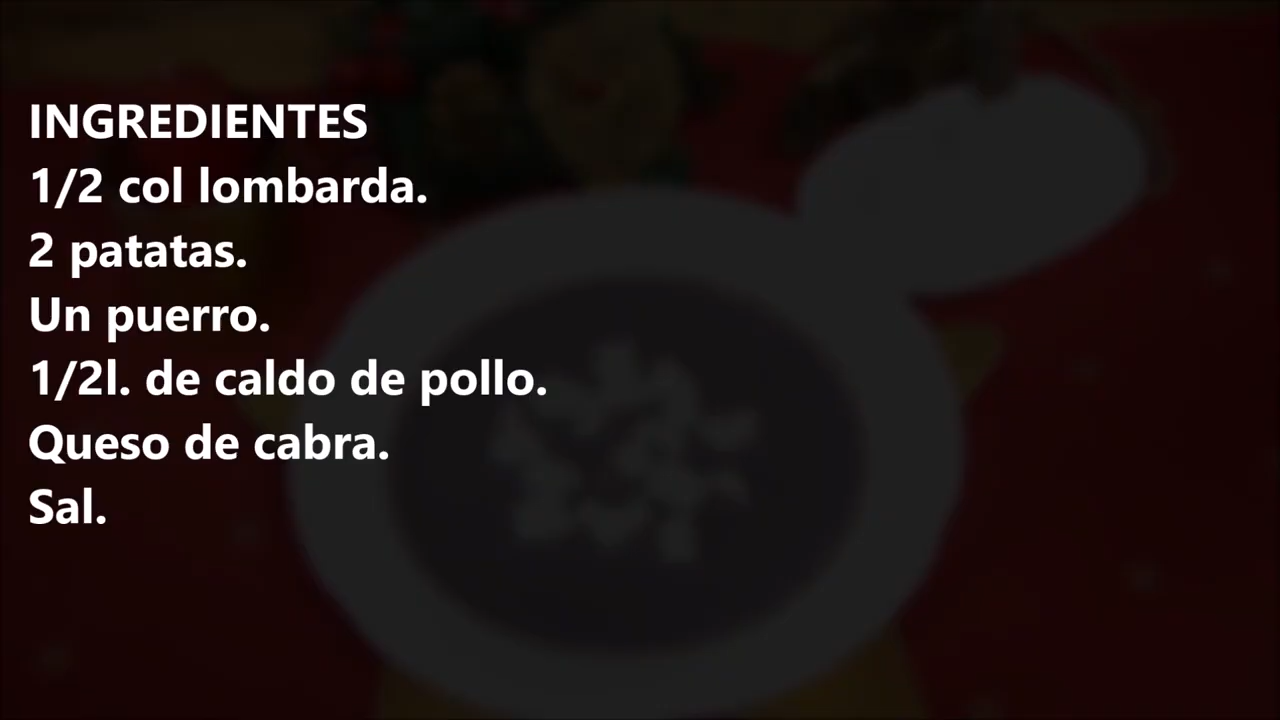 INGREDIENTES
1/2 col lombarda.
2 patatas.
Un puerro.
1/2l. de caldo de pollo.
Queso de cabra.
Sal.